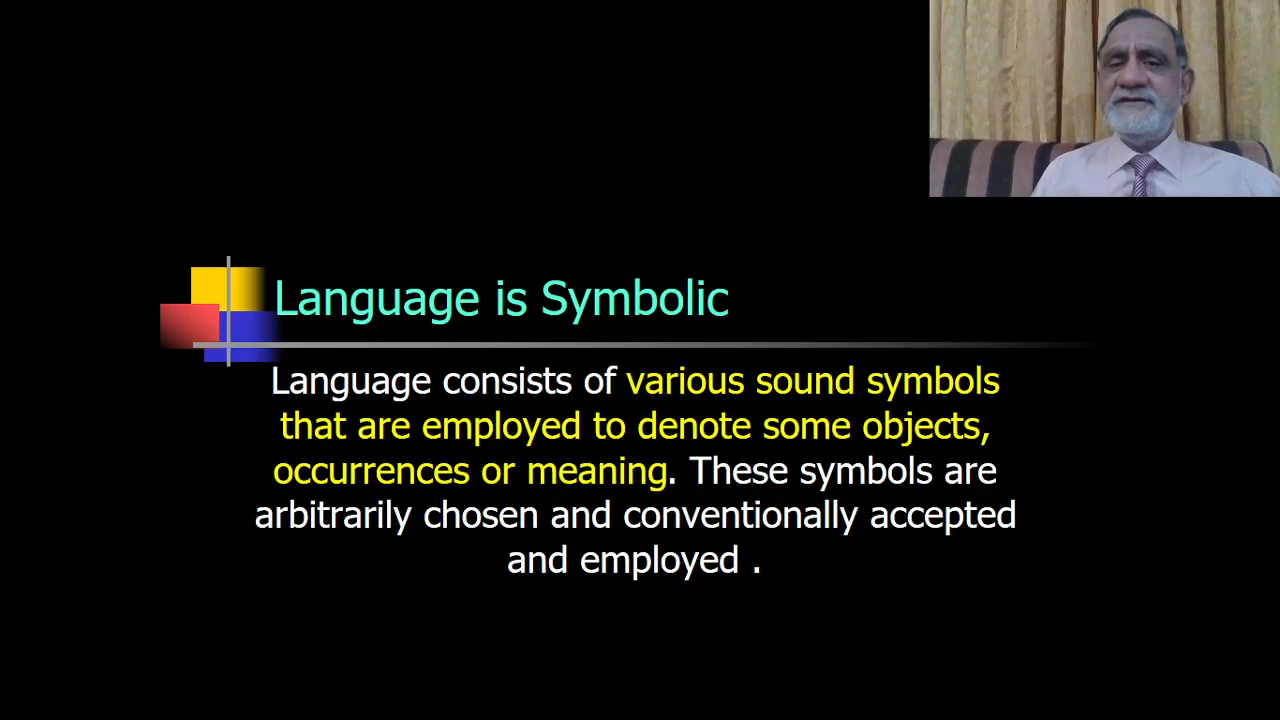 Language is Symbolic
Language consists of various sound symbols
that are employed to denote some objects,
occurrences or meaning. These symbols are
arbitrarily chosen and conventionally accepted
and employed .